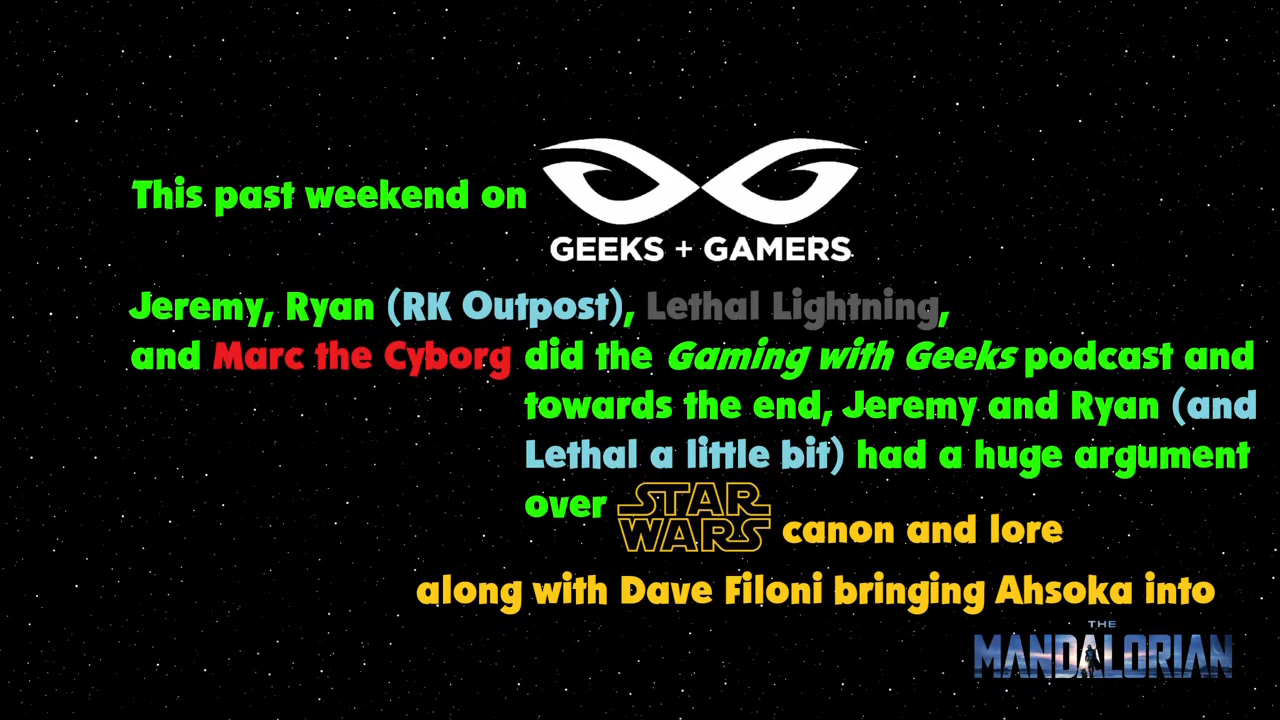 This past weekend on
GEEKS + GAMERS
Jeremy, Ryan (RK Outpost), Lethal Lightning,
and Marc the Cyborg did the Gaming with Geeks podcast and
towards the end, Jeremy and Ryan (and
Lethal a little bit) had a huge argument
over STAR WARS canon and lore
along with Dave Filoni bringing Ahsoka into
THE
MANDALORIAN